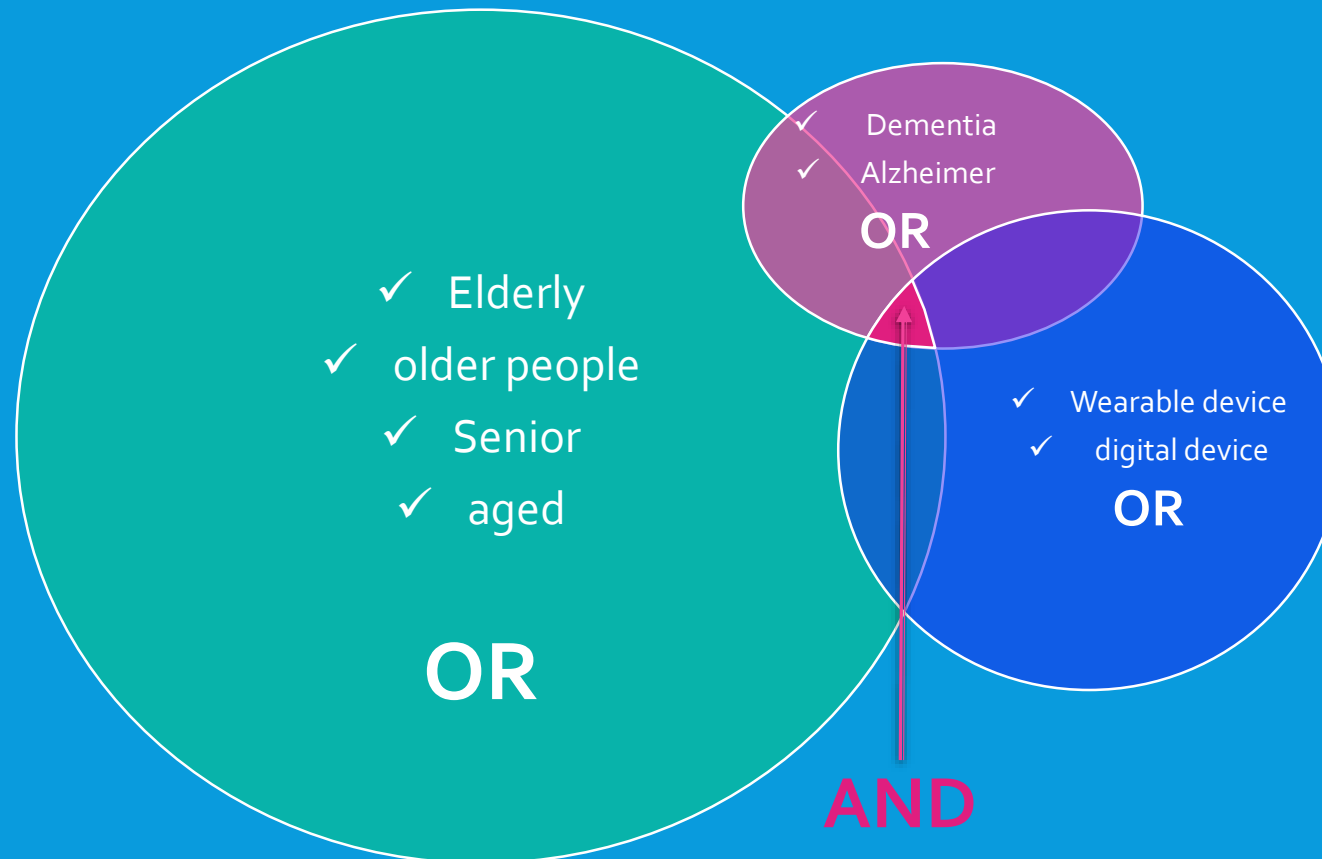 ✓ Elderly
✓ older people
✓ Senior
✓ aged
OR
✓ Dementia
✓ Alzheimer
OR
✓ Wearable device
✓ digital device
OR
AND